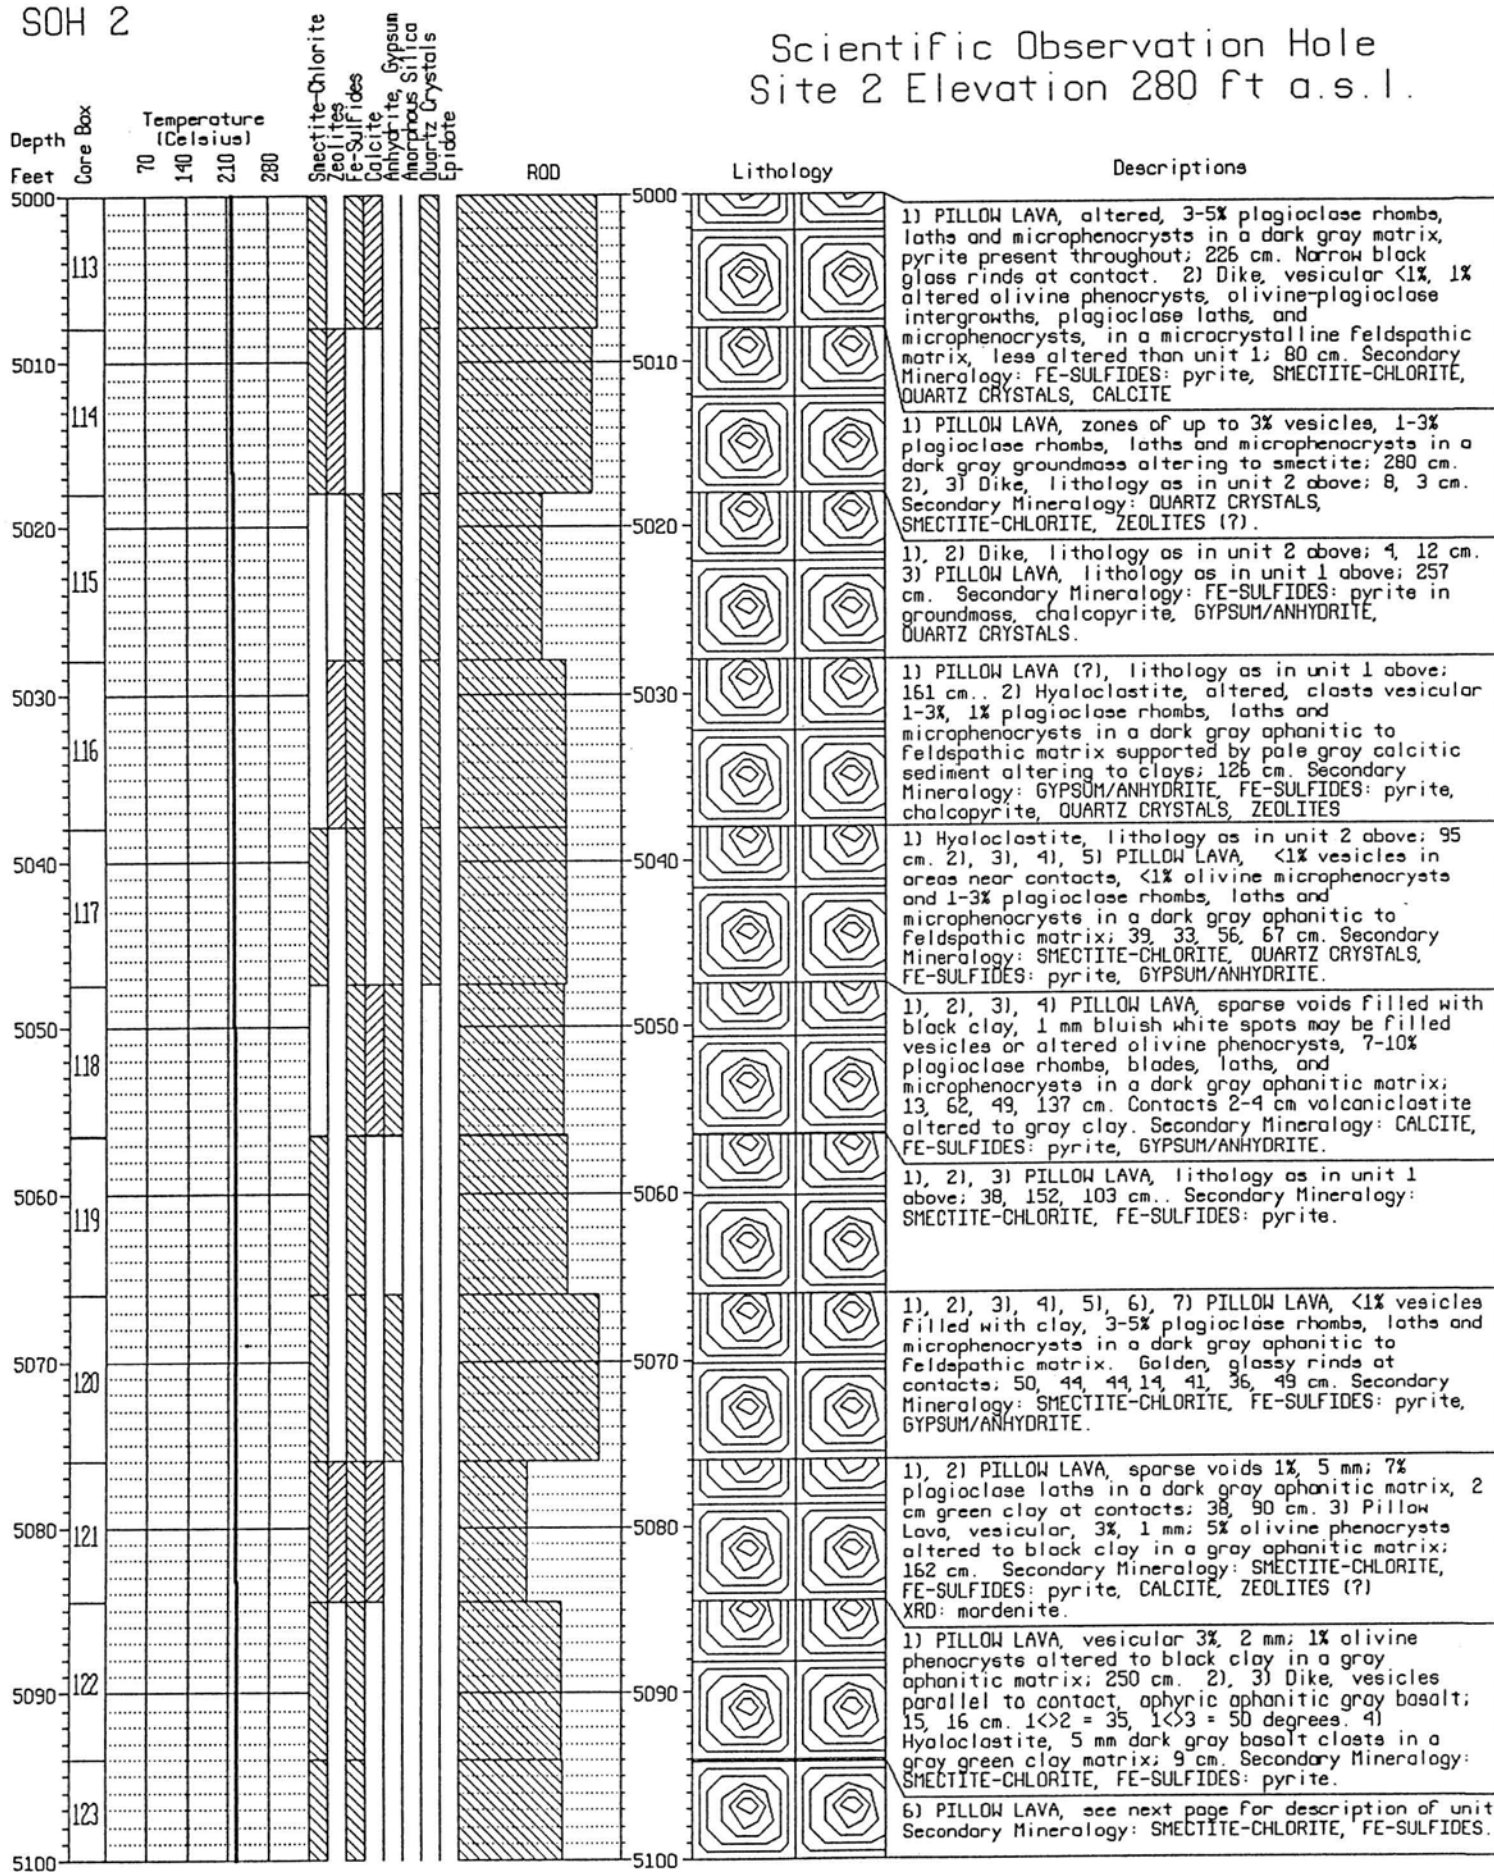 SOH 2
Scientific Observation Hole
Site 2 Elevation 280 ft a.s.l.
Depth
Feet
Core Box
Temperature
(Celsius)
70
140
210
280
Smectite-Chlorite
Zeolites
Fe-Sulfides
Calcite
Anhydrite, Gypsum
Amorphous Silica
Quartz Crystals
Epidote
RQD
Lithology
Descriptions
5000
5010
5020
5030
5040
5050
5060
5070
5080
5090
5100
113
114
115
116
117
118
119
120
121
122
123
5000
5010
5020
5030
5040
5050
5060
5070
5080
5090
5100
1) PILLOW LAVA, altered, 3-5% plagioclase rhombs,
laths and microphenocrysts in a dark gray matrix,
pyrite present throughout; 226 cm. Narrow black
glass rinds at contact. 2) Dike, vesicular <1%, 1%
altered olivine phenocrysts, olivine-plagioclase
intergrowths, plagioclase laths, and
microphenocrysts, in a microcrystalline feldspathic
matrix, less altered than unit 1; 80 cm. Secondary
Mineralogy: FE-SULFIDES: pyrite, SMECTITE-CHLORITE,
QUARTZ CRYSTALS, CALCITE
1) PILLOW LAVA, zones of up to 3% vesicles, 1-3%
plagioclase rhombs, laths and microphenocrysts in a
dark gray groundmass altering to smectite; 280 cm.
2), 3) Dike, lithology as in unit 2 above; 8, 3 cm.
Secondary Mineralogy: QUARTZ CRYSTALS,
SMECTITE-CHLORITE, ZEOLITES (?).
1), 2) Dike, lithology as in unit 2 above; 4, 12 cm.
3) PILLOW LAVA, lithology as in unit 1 above; 257
cm. Secondary Mineralogy: FE-SULFIDES: pyrite in
groundmass, chalcopyrite, GYPSUM/ANHYDRITE,
QUARTZ CRYSTALS.
1) PILLOW LAVA (?), lithology as in unit 1 above;
161 cm.. 2) Hyaloclastite, altered, clasts vesicular
1-3%, 1% plagioclase rhombs, laths and
microphenocrysts in a dark gray aphanitic to
feldspathic matrix supported by pale gray calcitic
sediment altering to clays; 126 cm. Secondary
Mineralogy: GYPSUM/ANHYDRITE, FE-SULFIDES: pyrite,
chalcopyrite, QUARTZ CRYSTALS, ZEOLITES
1) Hyaloclastite, lithology as in unit 2 above; 95
cm. 2), 3), 4), 5) PILLOW LAVA, <1% vesicles in
areas near contacts, <1% olivine microphenocrysts
and 1-3% plagioclase rhombs, laths and
microphenocrysts in a dark gray aphanitic to
feldspathic matrix; 39, 33, 56, 67 cm. Secondary
Mineralogy: SMECTITE-CHLORITE, QUARTZ CRYSTALS,
FE-SULFIDES: pyrite, GYPSUM/ANHYDRITE.
1), 2), 3), 4) PILLOW LAVA, sparse voids filled with
black clay, 1 mm bluish white spots may be filled
vesicles or altered olivine phenocrysts, 7-10%
plagioclase rhombs, blades, laths, and
microphenocrysts in a dark gray aphanitic matrix;
13, 62, 49, 137 cm. Contacts 2-4 cm volcaniclastite
altered to gray clay. Secondary Mineralogy: CALCITE,
FE-SULFIDES: pyrite, GYPSUM/ANHYDRITE.
1), 2), 3) PILLOW LAVA, lithology as in unit 1
above; 38, 152, 103 cm.. Secondary Mineralogy:
SMECTITE-CHLORITE, FE-SULFIDES: pyrite.
1), 2), 3), 4), 5), 6), 7) PILLOW LAVA, <1% vesicles
filled with clay, 3-5% plagioclase rhombs, laths and
microphenocrysts in a dark gray aphanitic to
feldspathic matrix. Golden, glassy rinds at
contacts; 50, 44, 44, 14, 41, 36, 49 cm. Secondary
Mineralogy: SMECTITE-CHLORITE, FE-SULFIDES: pyrite,
GYPSUM/ANHYDRITE.
1), 2) PILLOW LAVA, sparse voids 1%, 5 mm; 7%
plagioclase laths in a dark gray aphanitic matrix, 2
cm green clay at contacts; 38, 90 cm. 3) Pillow
Lava, vesicular, 3%, 1 mm; 5% olivine phenocrysts
altered to black clay in a gray aphanitic matrix;
162 cm. Secondary Mineralogy: SMECTITE-CHLORITE,
FE-SULFIDES: pyrite, CALCITE, ZEOLITES (?)
XRD: mordenite.
1) PILLOW LAVA, vesicular 3%, 2 mm; 1% olivine
phenocrysts altered to black clay in a gray
aphanitic matrix; 250 cm. 2), 3) Dike, vesicles
parallel to contact, aphyric aphanitic gray basalt;
15, 16 cm. 1<>2 = 35, 1<>3 = 50 degrees. 4)
Hyaloclastite, 5 mm dark gray basalt clasts in a
gray green clay matrix; 9 cm. Secondary Mineralogy:
SMECTITE-CHLORITE, FE-SULFIDES: pyrite.
6) PILLOW LAVA, see next page for description of unit
Secondary Mineralogy: SMECTITE-CHLORITE, FE-SULFIDES.